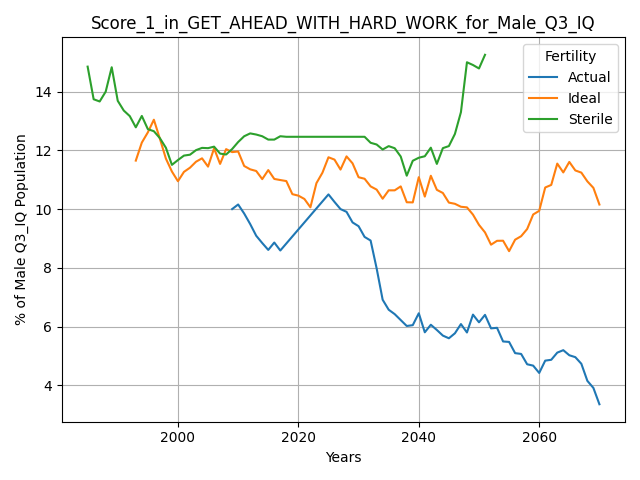 Score_1_in_GET_AHEAD_WITH_HARD_WORK_for_Male_Q3_IQ
Fertility
Actual
Ideal
Sterile
% of Male Q3_IQ Population
14
12
10
8
6
4
2000
2020
2040
2060
Years